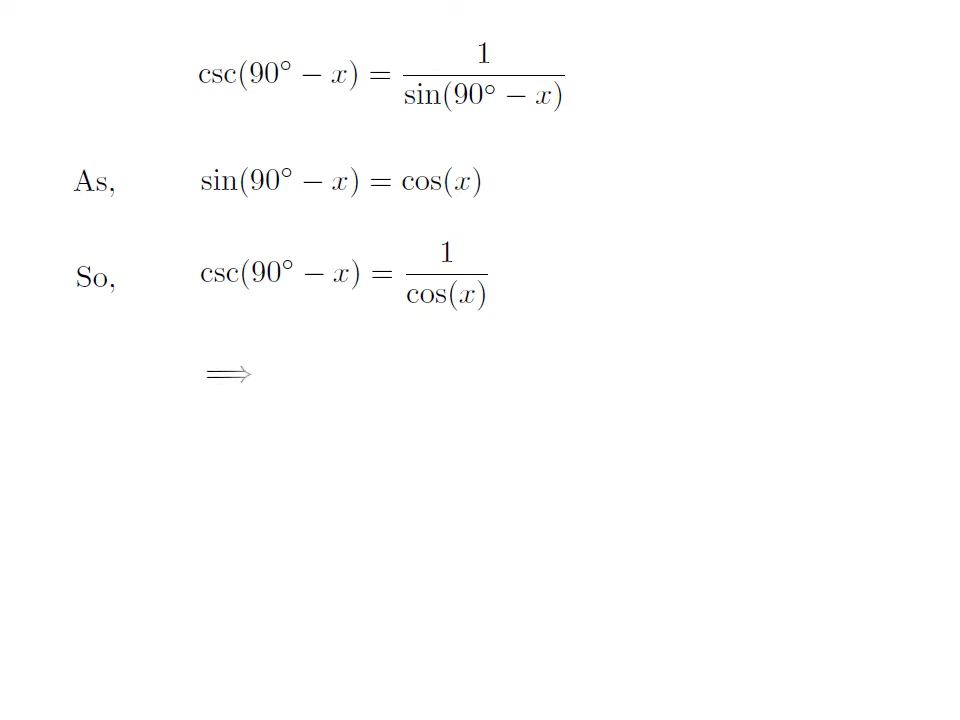 csc(90° − x) = 1 / sin(90° − x)
As, sin(90° − x) = cos(x)
So, csc(90° − x) = 1 / cos(x)
⟹